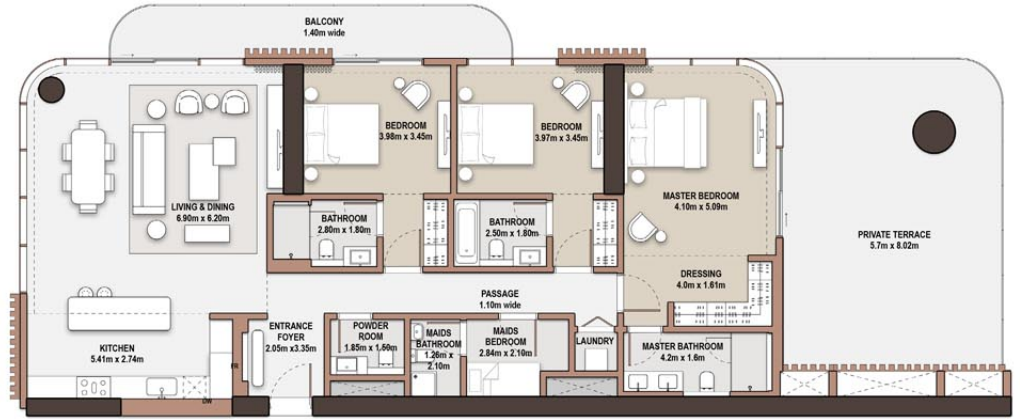 BALCONY
1.40m wide
BEDROOM
3.98m x 3.45m
BEDROOM
3.97m x 3.45m
LIVING & DINING
6.90m x 6.20m
MASTER BEDROOM
4.10m x 5.09m
BATHROOM
2.80m x 1.80m
BATHROOM
2.50m x 1.80m
PRIVATE TERRACE
5.7m x 8.02m
DRESSING
4.0m x 1.61m
PASSAGE
1.10m wide
KITCHEN
5.41m x 2.74m
ENTRANCE
FOYER
2.05m x3.35m
POWDER
ROOM
1.85m x 1.50m
MAIDS
BATHROOM
1.26m x
2.10m
MAIDS
BEDROOM
2.84m x 2.10m
LAUNDRY
MASTER BATHROOM
4.2m x 1.6m
FR
DW